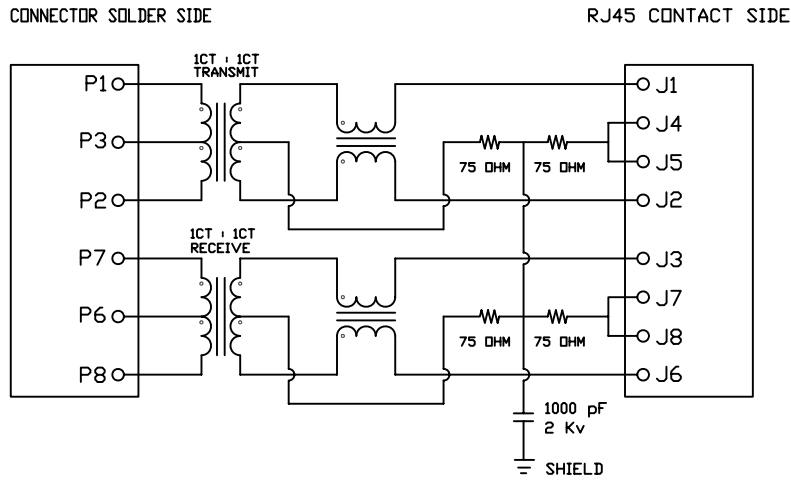 CONNECTOR SOLDER SIDE
RJ45 CONTACT SIDE
1CT : 1CT
TRANSMIT
P1
J1
J4
P3
75 OHM
75 OHM
J5
P2
J2
1CT : 1CT
RECEIVE
P7
J3
J7
P6
75 OHM
75 OHM
J8
P8
J6
1000 pF
2 Kv
SHIELD